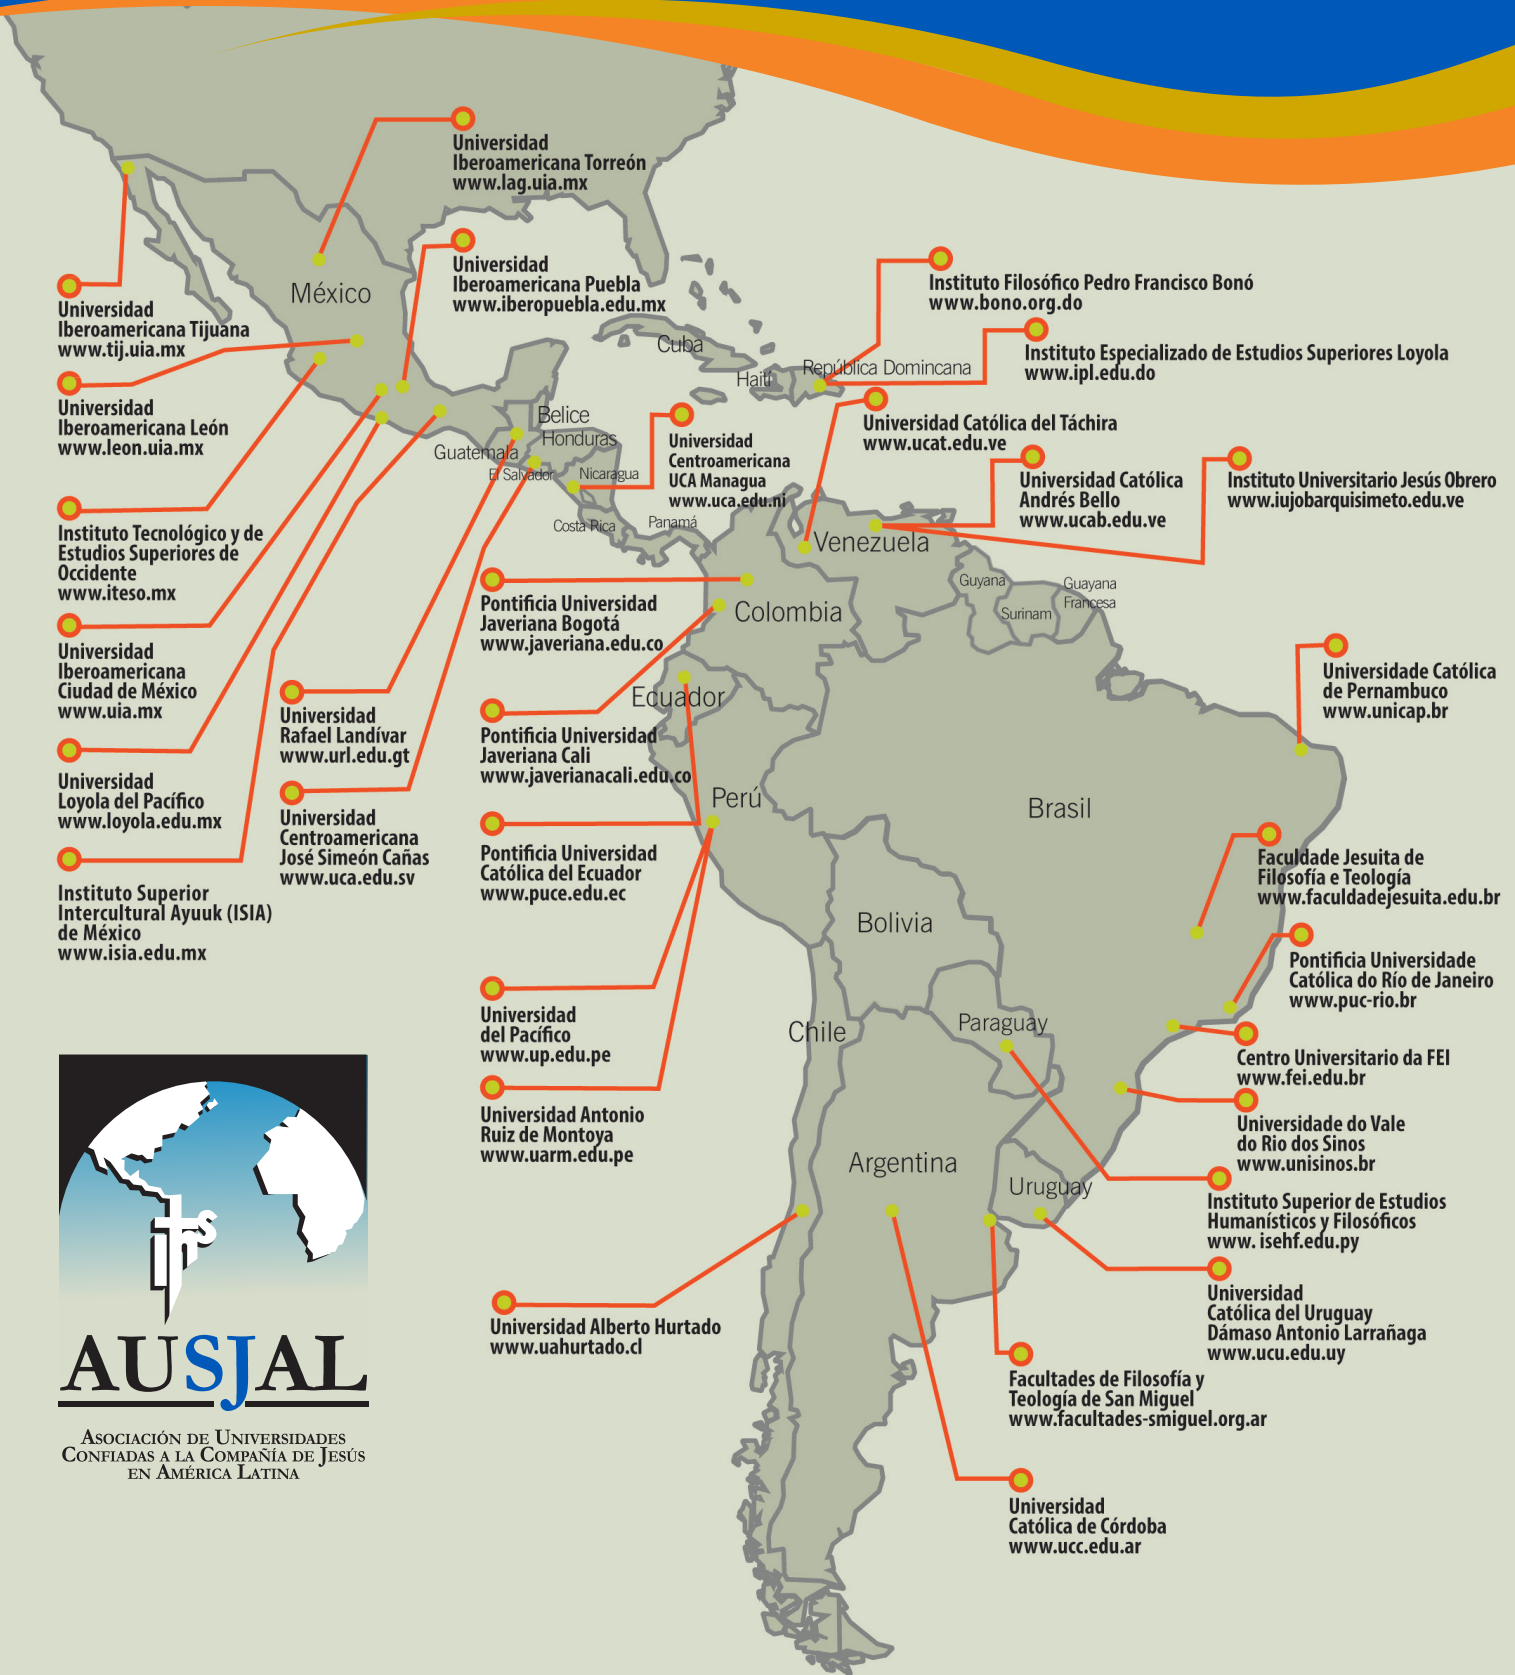 Universidad
Iberoamericana Torreón
www.lag.uia.mx
Universidad
Iberoamericana Puebla
www.iberopuebla.edu.mx
México
Universidad
Iberoamericana Tijuana
www.tij.uia.mx
Universidad
Iberoamericana León
www.leon.uia.mx
Instituto Tecnológico y de
Estudios Superiores de
Occidente
www.iteso.mx
Universidad
Iberoamericana
Ciudad de México
www.uia.mx
Universidad
Loyola del Pacífico
www.loyola.edu.mx
Instituto Superior
Intercultural Ayuuk (ISIA)
de México
www.isia.edu.mx
Universidad
Rafael Landívar
www.url.edu.gt
Universidad
Centroamericana
José Simeón Cañas
www.uca.edu.sv
Cuba
Haití
República Domincana
Belice
Honduras
Guatemala
El Salvador
Nicaragua
Costa Rica
Panamá
Instituto Filosófico Pedro Francisco Bonó
www.bono.org.do
Instituto Especializado de Estudios Superiores Loyola
www.ipl.edu.do
Universidad
Centroamericana
UCA Managua
www.uca.edu.ni
Universidad Católica del Táchira
www.ucat.edu.ve
Universidad Católica
Andrés Bello
www.ucab.edu.ve
Instituto Universitario Jesús Obrero
www.iujobarquisimeto.edu.ve
Venezuela
Guyana
Surinam
Guayana
Francesa
Colombia
Pontificia Universidad
Javeriana Bogotá
www.javeriana.edu.co
Ecuador
Pontificia Universidad
Javeriana Cali
www.javerianacali.edu.co
Perú
Pontificia Universidad
Católica del Ecuador
www.puce.edu.ec
Universidad
del Pacífico
www.up.edu.pe
Universidad Antonio
Ruiz de Montoya
www.uarm.edu.pe
Brasil
Bolivia
Chile
Paraguay
Argentina
Uruguay
Universidade Católica
de Pernambuco
www.unicap.br
Faculdade Jesuita de
Filosofía e Teología
www.faculdadejesuita.edu.br
Pontificia Universidade
Católica do Río de Janeiro
www.puc-rio.br
Centro Universitario da FEI
www.fei.edu.br
Universidade do Vale
do Rio dos Sinos
www.unisinos.br
Instituto Superior de Estudios
Humanísticos y Filosóficos
www. isehf.edu.py
Universidad
Católica del Uruguay
Dámaso Antonio Larrañaga
www.ucu.edu.uy
Universidad Alberto Hurtado
www.uahurtado.cl
Facultades de Filosofía y
Teología de San Miguel
www.facultades-smiguel.org.ar
Universidad
Católica de Córdoba
www.ucc.edu.ar
jhs
AUSJAL
Asociación de Universidades
Confiadas a la Compañía de Jesús
en América Latina